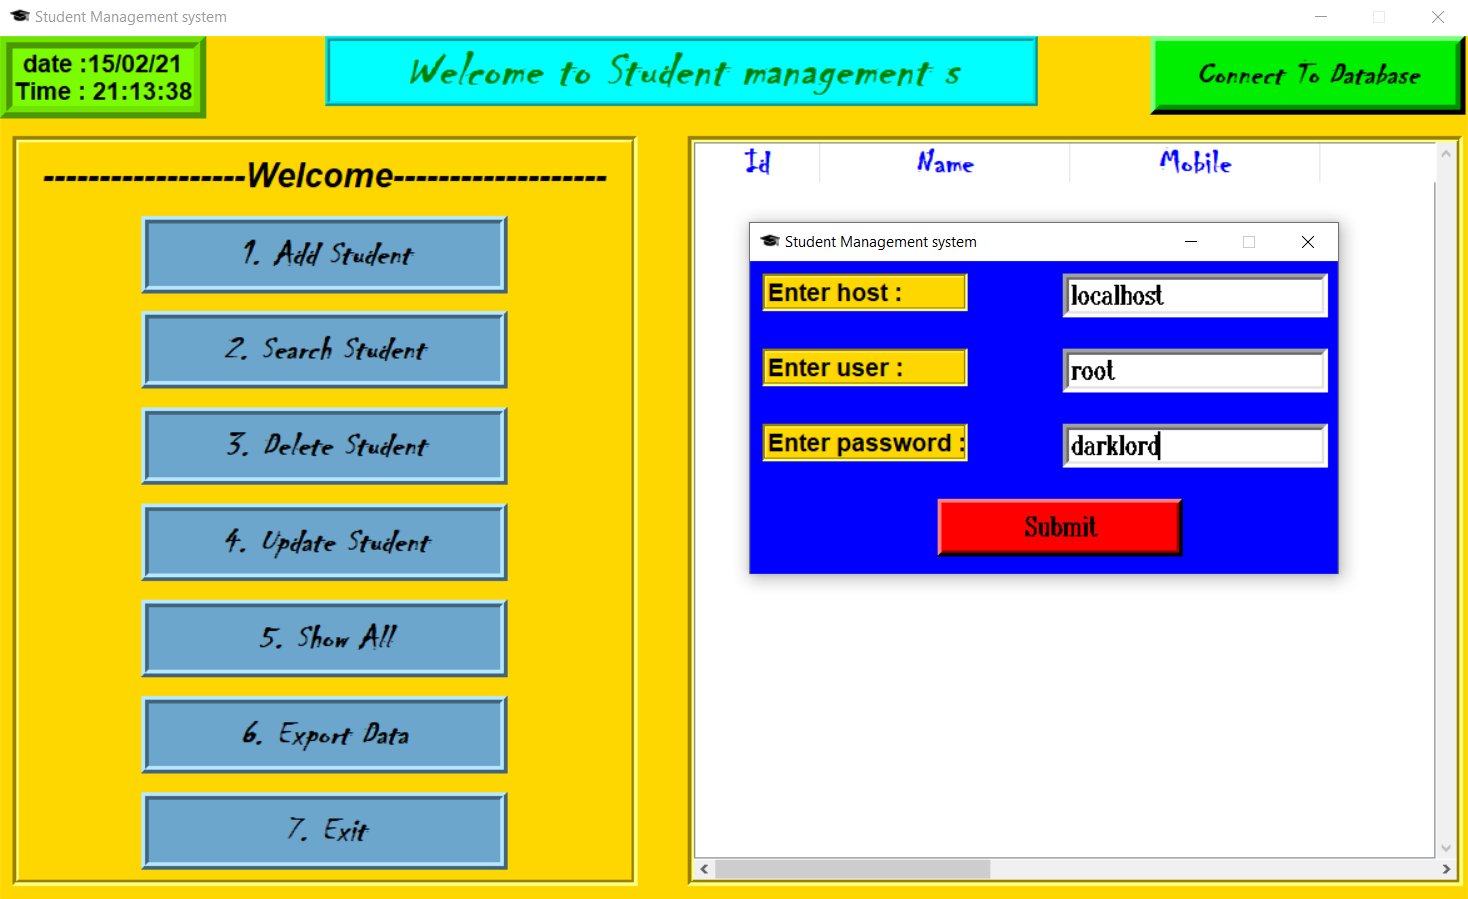 Student Management system
date :15/02/21
Time : 21:13:38
Welcome to Student management s
Connect To Database
------------------Welcome-------------------
1. Add Student
2. Search Student
3. Delete Student
4. Update Student
5. Show All
6. Export Data
7. Exit
Id Name Mobile
Student Management system
Enter host : localhost
Enter user : root
Enter password : darklord
Submit